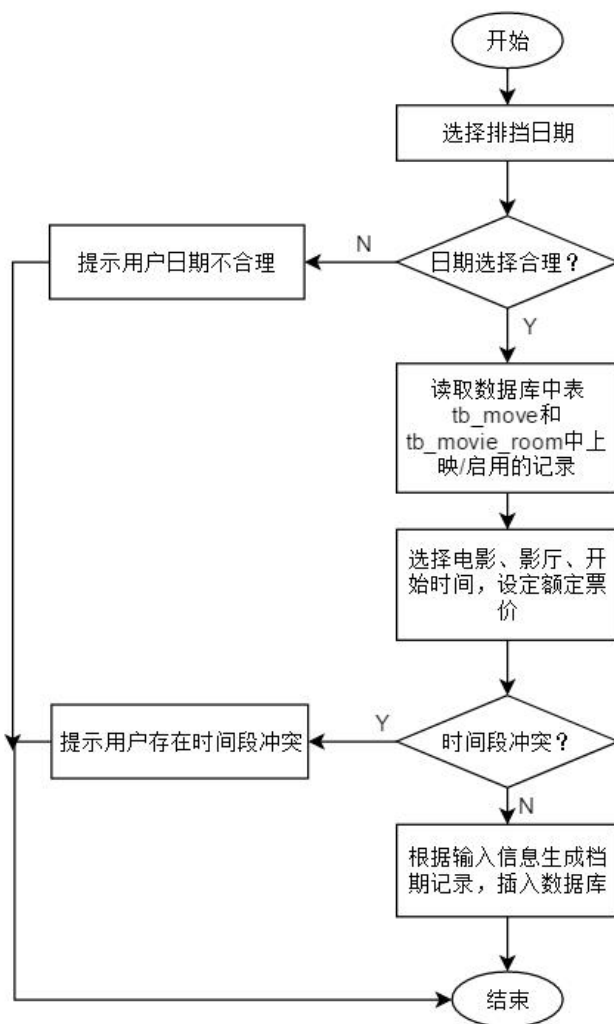 开始
选择排挡日期
日期选择合理？
N
提示用户日期不合理
Y
读取数据库中表
tb_move和
tb_movie_room中上
映/启用的记录
选择电影、影厅、开
始时间，设定额定票
价
时间段冲突？
Y
提示用户存在时间段冲突
N
根据输入信息生成档
期记录，插入数据库
结束